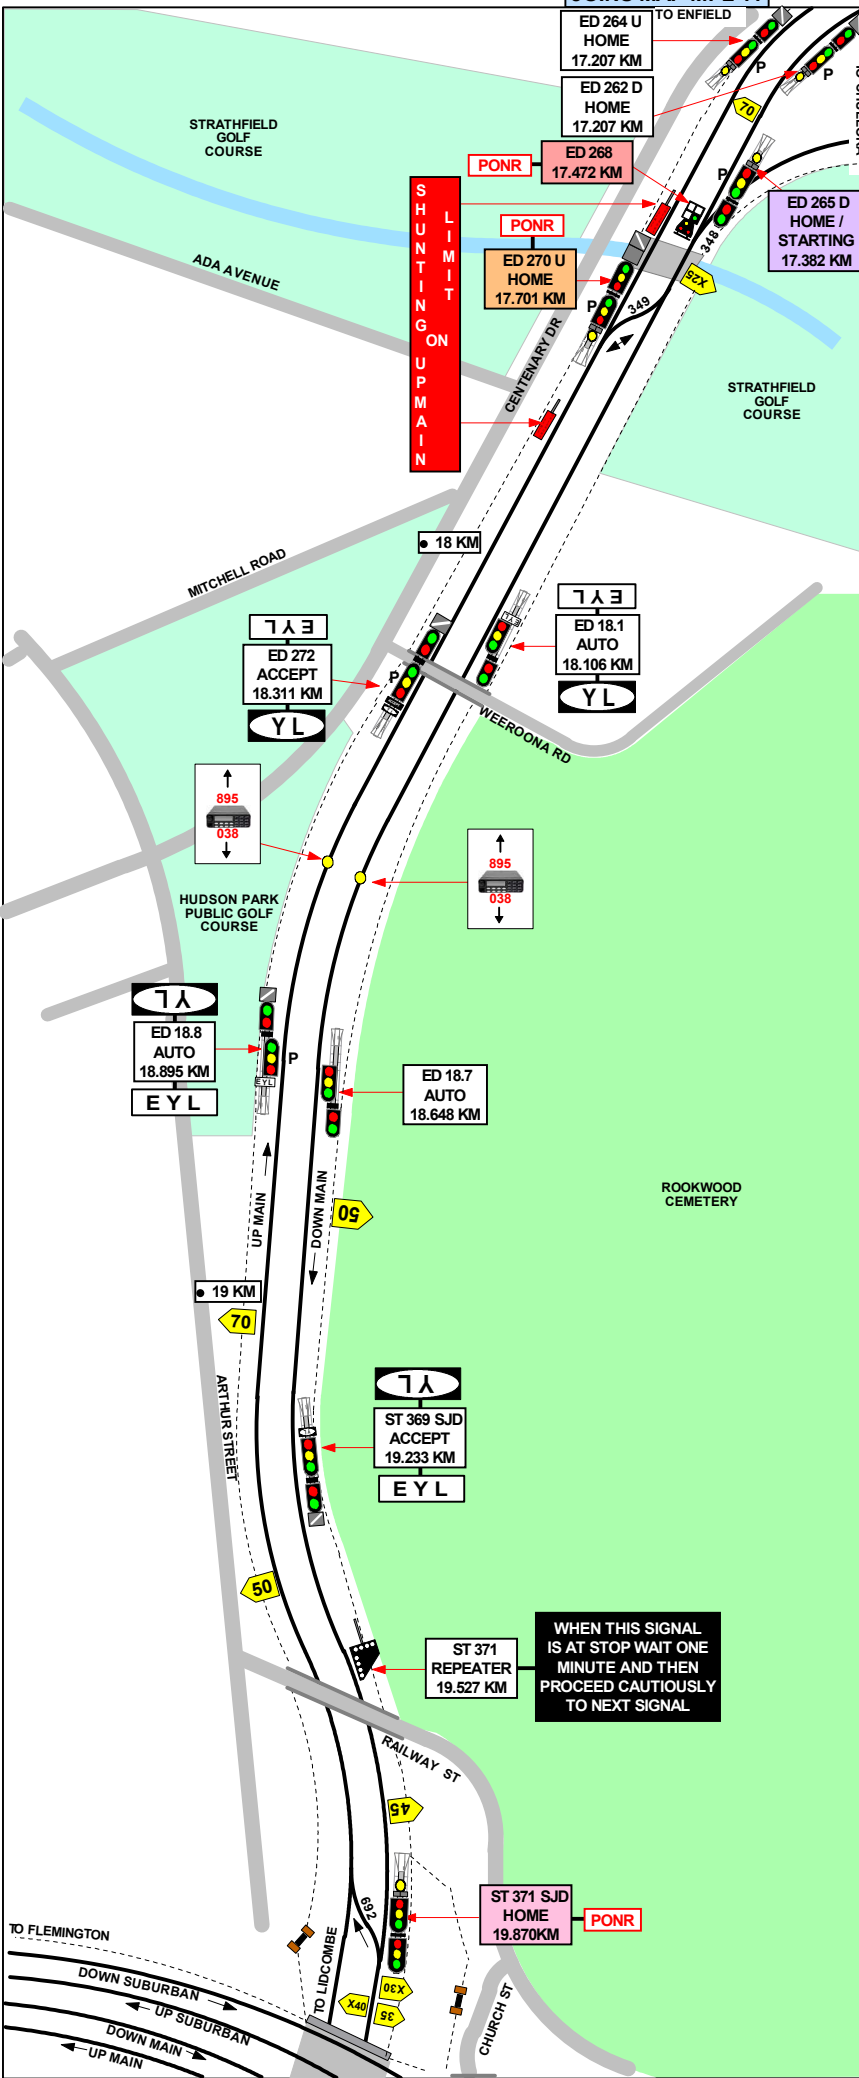 TO ENFIELD
ED 264 U
HOME
17.207 KM
P
P
ED 262 D
HOME
17.207 KM
70
STRATHFIELD
GOLF
COURSE
PONR
ED 268
17.472 KM
P
ED 265 D
HOME /
STARTING
17.382 KM
SHUNTING
LIMIT
ON
UPMAIN
PONR
ED 270 U
HOME
17.701 KM
348
X25
ADA AVENUE
P
349
CENTENARY DR
STRATHFIELD
GOLF
COURSE
18 KM
MITCHELL ROAD
EYL
ED 272
ACCEPT
18.311 KM
YL
P
EYL
ED 18.1
AUTO
18.106 KM
YL
WEEROONA RD
895
038
895
038
HUDSON PARK
PUBLIC GOLF
COURSE
YL
ED 18.8
AUTO
18.895 KM
EYL
P
EYL
ED 18.7
AUTO
18.648 KM
UP MAIN
DOWN MAIN
50
ROOKWOOD
CEMETERY
19 KM
70
ARTHUR STREET
YL
ST 369 SJD
ACCEPT
19.233 KM
EYL
50
ST 371
REPEATER
19.527 KM
WHEN THIS SIGNAL
IS AT STOP WAIT ONE
MINUTE AND THEN
PROCEED CAUTIOUSLY
TO NEXT SIGNAL
RAILWAY ST
45
692
ST 371 SJD
HOME
19.870KM
PONR
TO FLEMINGTON
TO LIDCOMBE
X30
X40
35
DOWN SUBURBAN
UP SUBURBAN
DOWN MAIN
UP MAIN
CHURCH ST